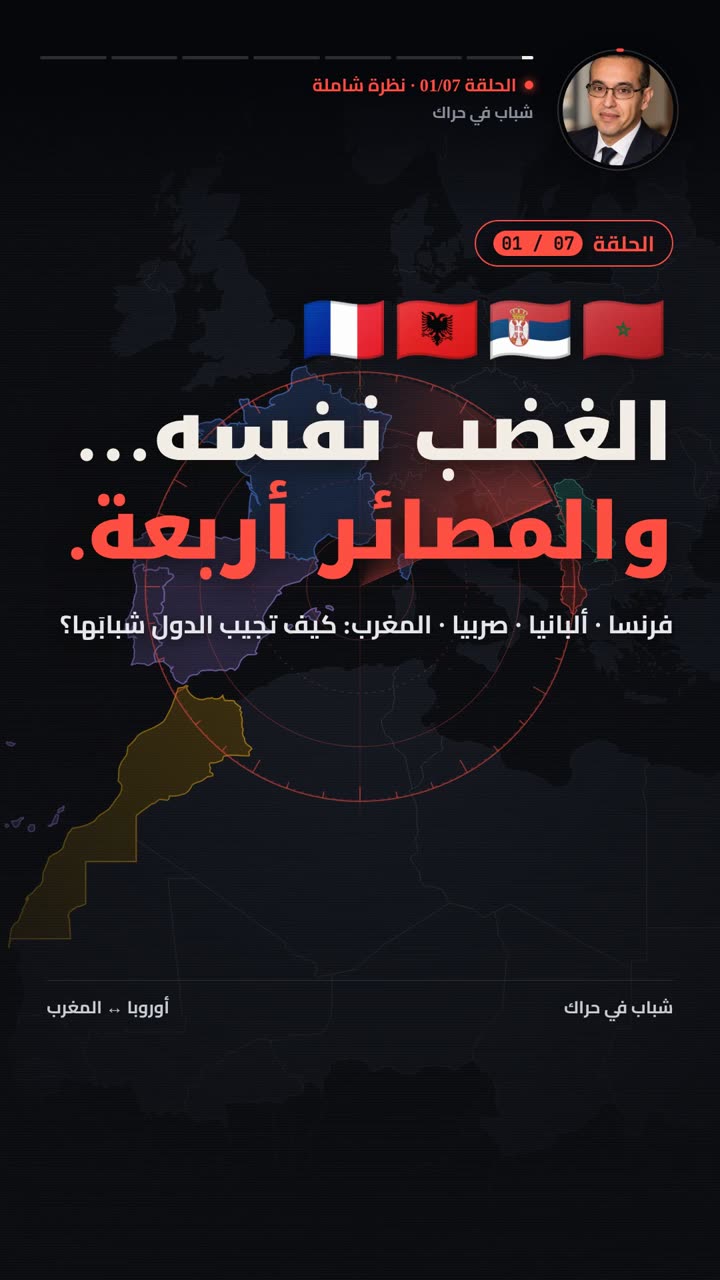 الحلقة 01/07 · نظرة شاملة
شباب في حراك
الحلقة 01 / 07
الغضب نفسه...
والمصائر أربعة.
فرنسا · ألبانيا · صربيا · المغرب: كيف تجيب الدول شبابَها؟
شباب في حراك
أوروبا ↔ المغرب